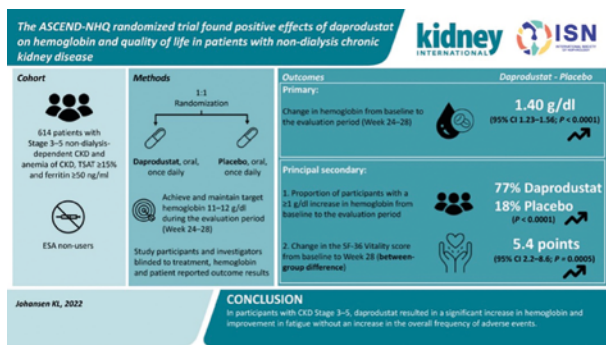 The ASCEND-NHQ randomized trial found positive effects of daprodustat
on hemoglobin and quality of life in patients with non-dialysis chronic
kidney disease
kidney
INTERNATIONAL
ISN
INTERNATIONAL SOCIETY
OF NEPHROLOGY
Cohort
614 patients with
Stage 3–5 non-dialysis-
dependent CKD and
anemia of CKD, TSAT ≥15%
and ferritin ≥50 ng/ml
ESA non-users
Methods
1:1
Randomization
Daprodustat, oral,
once daily
Placebo, oral,
once daily
Achieve and maintain target
hemoglobin 11–12 g/dl
during the evaluation period
(Week 24–28)
Study participants and investigators
blinded to treatment, hemoglobin
and patient reported outcome results
Outcomes
Daprodustat - Placebo
Primary:
Change in hemoglobin from baseline to
the evaluation period (Week 24–28)
1.40 g/dl
(95% CI 1.23–1.56; P < 0.0001)
Principal secondary:
1. Proportion of participants with a
≥1 g/dl increase in hemoglobin from
baseline to the evaluation period
77% Daprodustat
18% Placebo
(P < 0.0001)
2. Change in the SF-36 Vitality score
from baseline to Week 28 (between-
group difference)
5.4 points
(95% CI 2.2–8.6; P = 0.0005)
Johansen KL, 2022
CONCLUSION
In participants with CKD Stage 3–5, daprodustat resulted in a significant increase in hemoglobin and
improvement in fatigue without an increase in the overall frequency of adverse events.